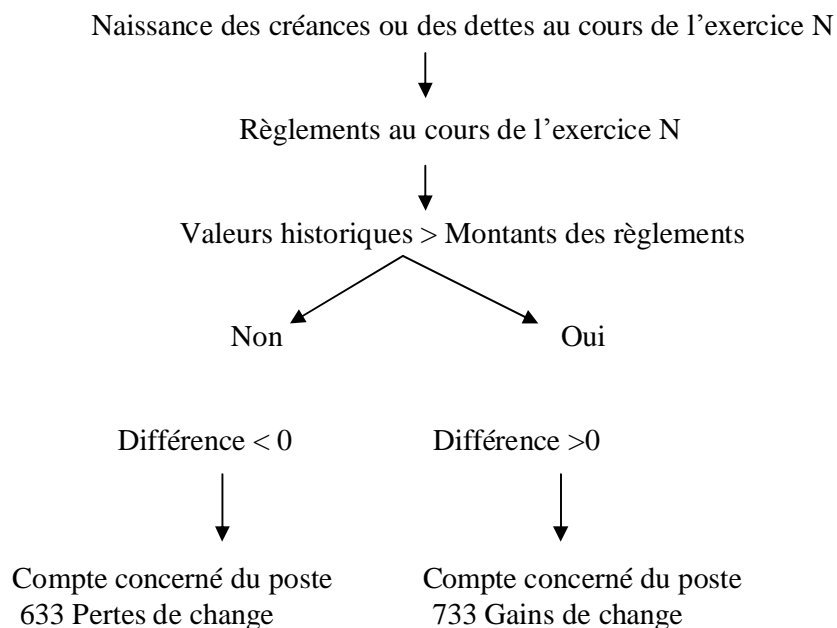 Naissance des créances ou des dettes au cours de l’exercice N
Règlements au cours de l’exercice N
Valeurs historiques > Montants des règlements
Non
Oui
Différence < 0
Différence >0
Compte concerné du poste
633 Pertes de change
Compte concerné du poste
733 Gains de change